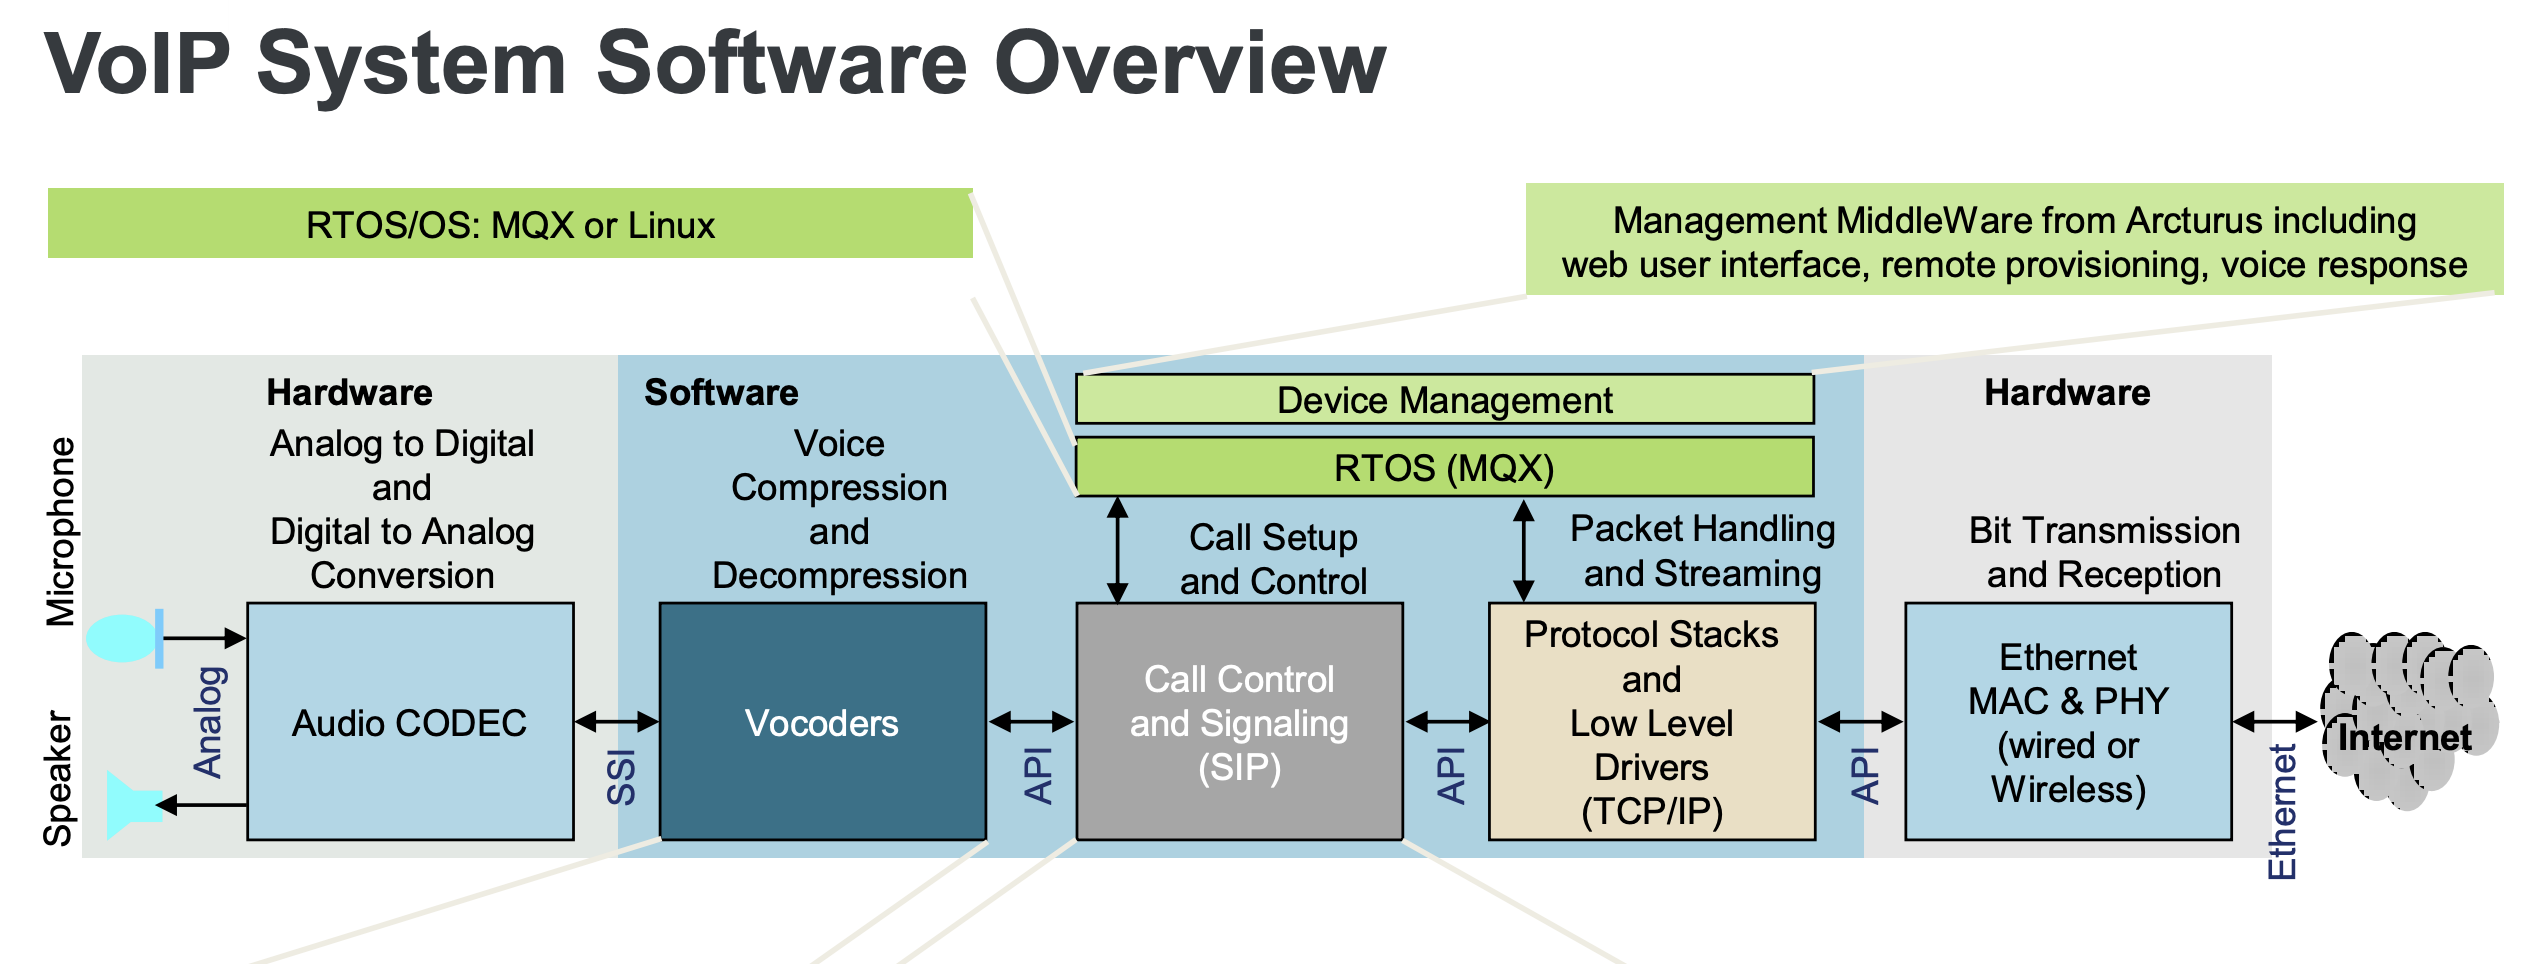 VoIP System Software Overview
RTOS/OS: MQX or Linux
Management MiddleWare from Arcturus including
web user interface, remote provisioning, voice response
Hardware
Analog to Digital
and
Digital to Analog
Conversion
Software
Voice
Compression
and
Decompression
Device Management
RTOS (MQX)
Call Setup
and Control
Packet Handling
and Streaming
Hardware
Bit Transmission
and Reception
Microphone
Speaker
Analog
Audio CODEC
SSI
Vocoders
API
Call Control
and Signaling
(SIP)
API
Protocol Stacks
and
Low Level
Drivers
(TCP/IP)
API
Ethernet
MAC & PHY
(wired or
Wireless)
Ethernet
Internet